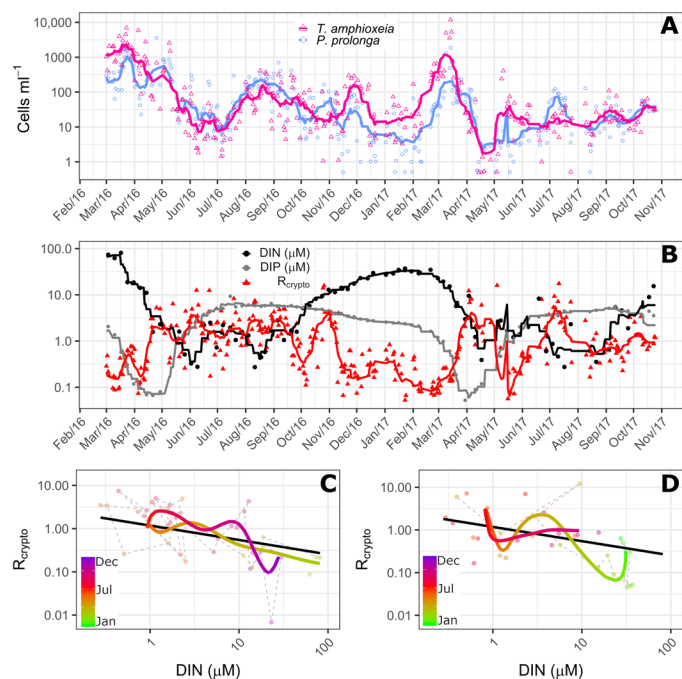 T. amphioxeia
P. prolonga
A
Cells ml⁻¹
10,000
1000
100
10
1
Feb/16
Mar/16
Apr/16
May/16
Jun/16
Jul/16
Aug/16
Sep/16
Oct/16
Nov/16
Dec/16
Jan/17
Feb/17
Mar/17
Apr/17
May/17
Jun/17
Jul/17
Aug/17
Sep/17
Oct/17
Nov/17
B
DIN (μM)
DIP (μM)
Rcrypto
100.0
10.0
1.0
0.1
Feb/16
Mar/16
Apr/16
May/16
Jun/16
Jul/16
Aug/16
Sep/16
Oct/16
Nov/16
Dec/16
Jan/17
Feb/17
Mar/17
Apr/17
May/17
Jun/17
Jul/17
Aug/17
Sep/17
Oct/17
Nov/17
C
Rcrypto
10.00
1.00
0.10
0.01
Dec
Jul
Jan
1
10
100
DIN (μM)
D
Rcrypto
10.00
1.00
0.10
0.01
Dec
Jul
Jan
1
10
100
DIN (μM)